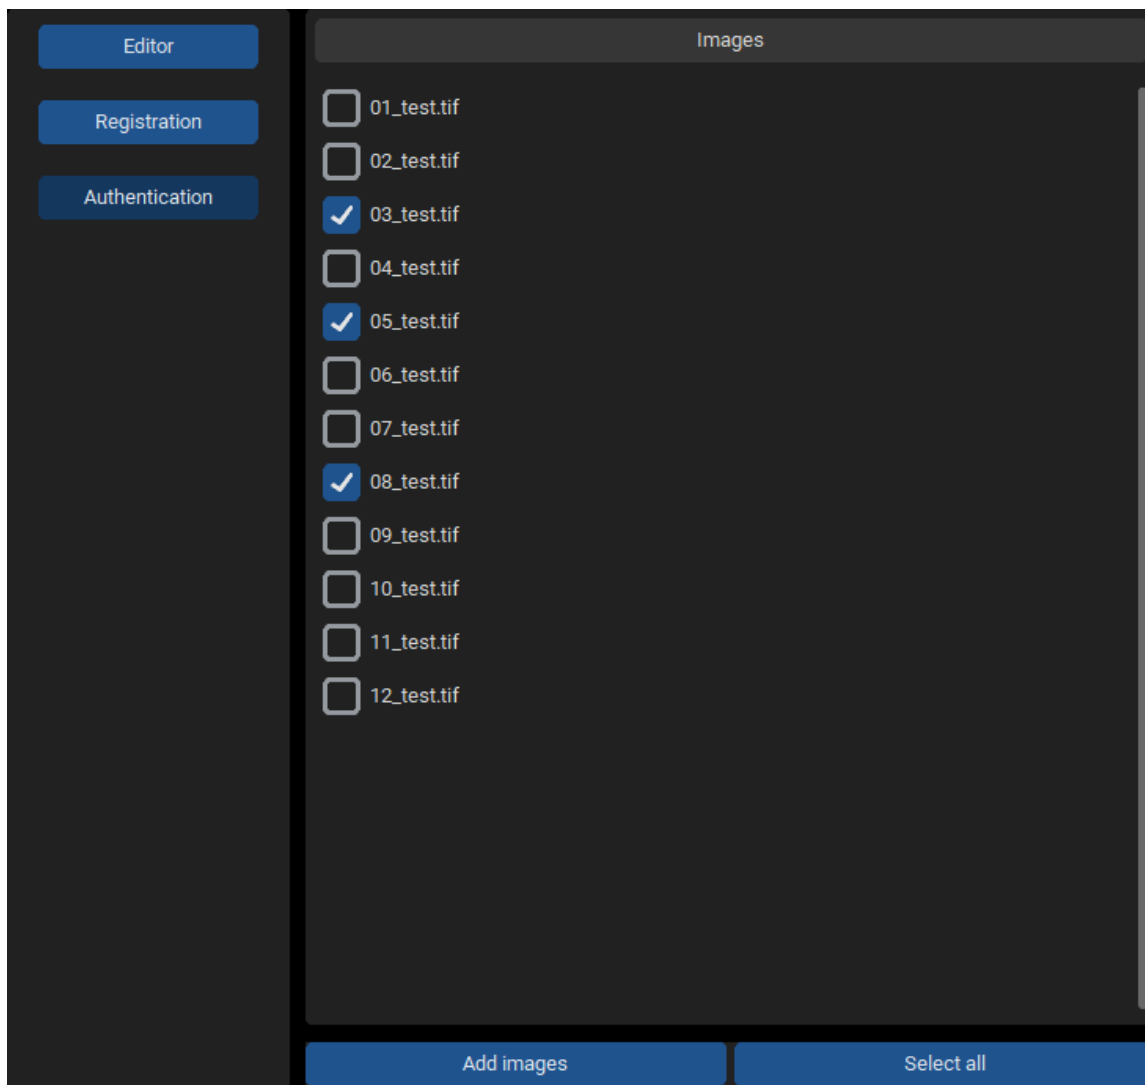 Editor
Registration
Authentication
Images
01_test.tif
02_test.tif
03_test.tif
04_test.tif
05_test.tif
06_test.tif
07_test.tif
08_test.tif
09_test.tif
10_test.tif
11_test.tif
12_test.tif
Add images
Select all